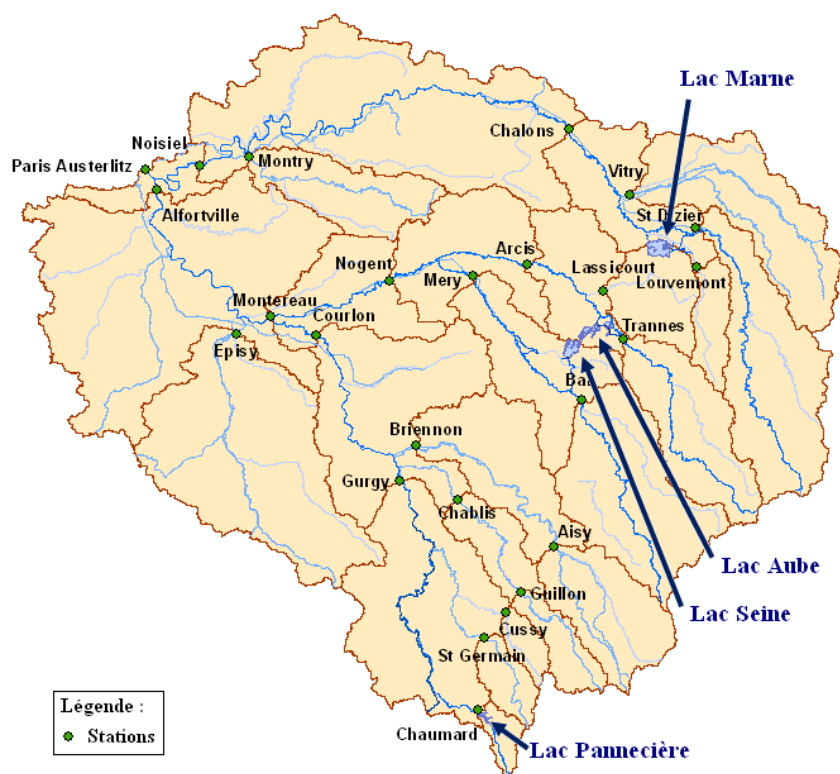 Lac Marne
Chalons
Noisiel
Montry
Paris Austerlitz
Vitry
Alfortville
St Dizier
Arcis
Nogent
Mery
Lassicourt
Louvemont
Montereau
Courlon
Trannes
Episy
Ba
Briennon
Gurgy
Chablis
Aisy
Lac Aube
Guillon
Lac Seine
Cussy
St Germain
Légende :
Stations
Chaumard
Lac Pannecière